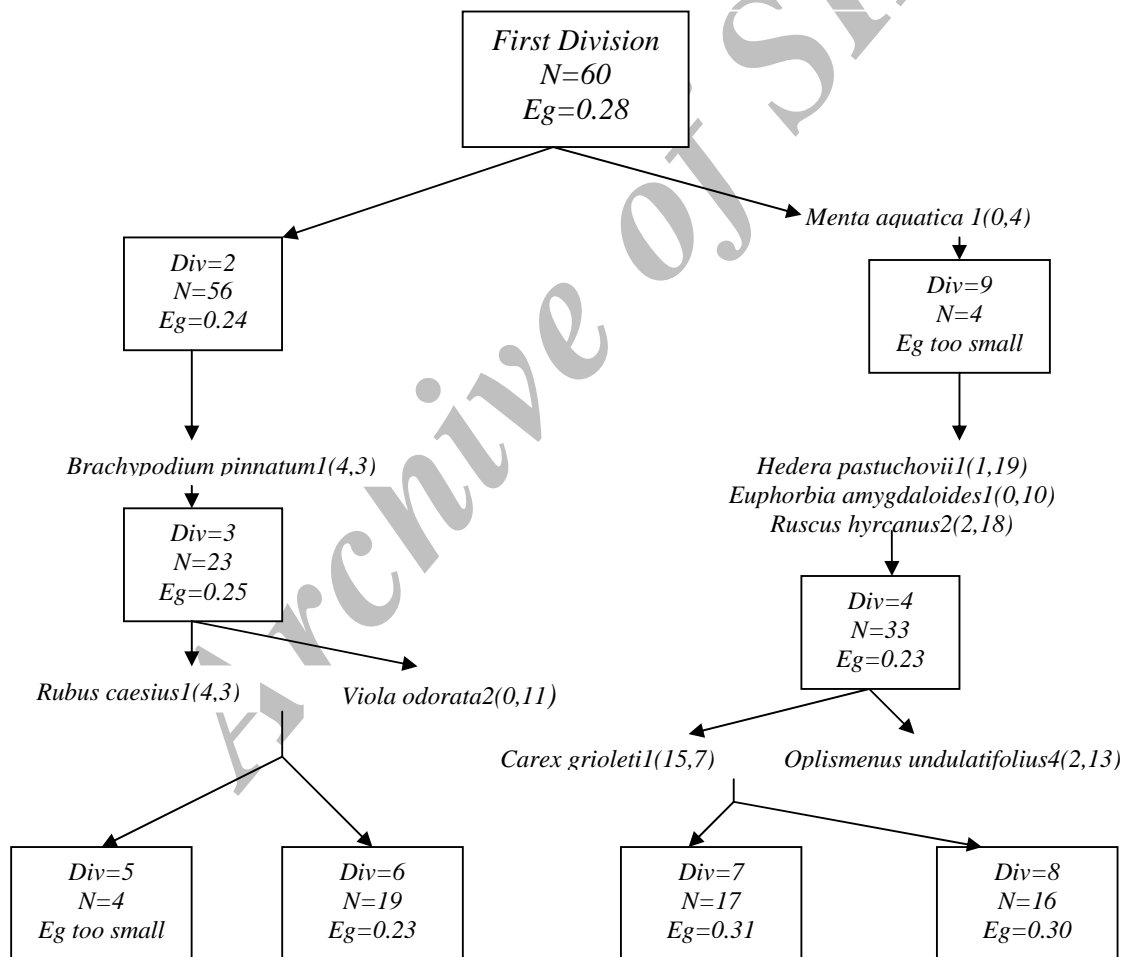 First Division
N=60
Eg=0.28
Menta aquatica 1(0,4)
Div=2
N=56
Eg=0.24
Div=9
N=4
Eg too small
Brachypodium pinnatum1(4,3)
Hedera pastuchovii1(1,19)
Euphorbia amygdaloides1(0,10)
Ruscus hyrcanus2(2,18)
Div=3
N=23
Eg=0.25
Div=4
N=33
Eg=0.23
Rubus caesius1(4,3)
Viola odorata2(0,11)
Carex grioleti1(15,7)
Oplismenus undulatifolius4(2,13)
Div=5
N=4
Eg too small
Div=6
N=19
Eg=0.23
Div=7
N=17
Eg=0.31
Div=8
N=16
Eg=0.30
Archive of